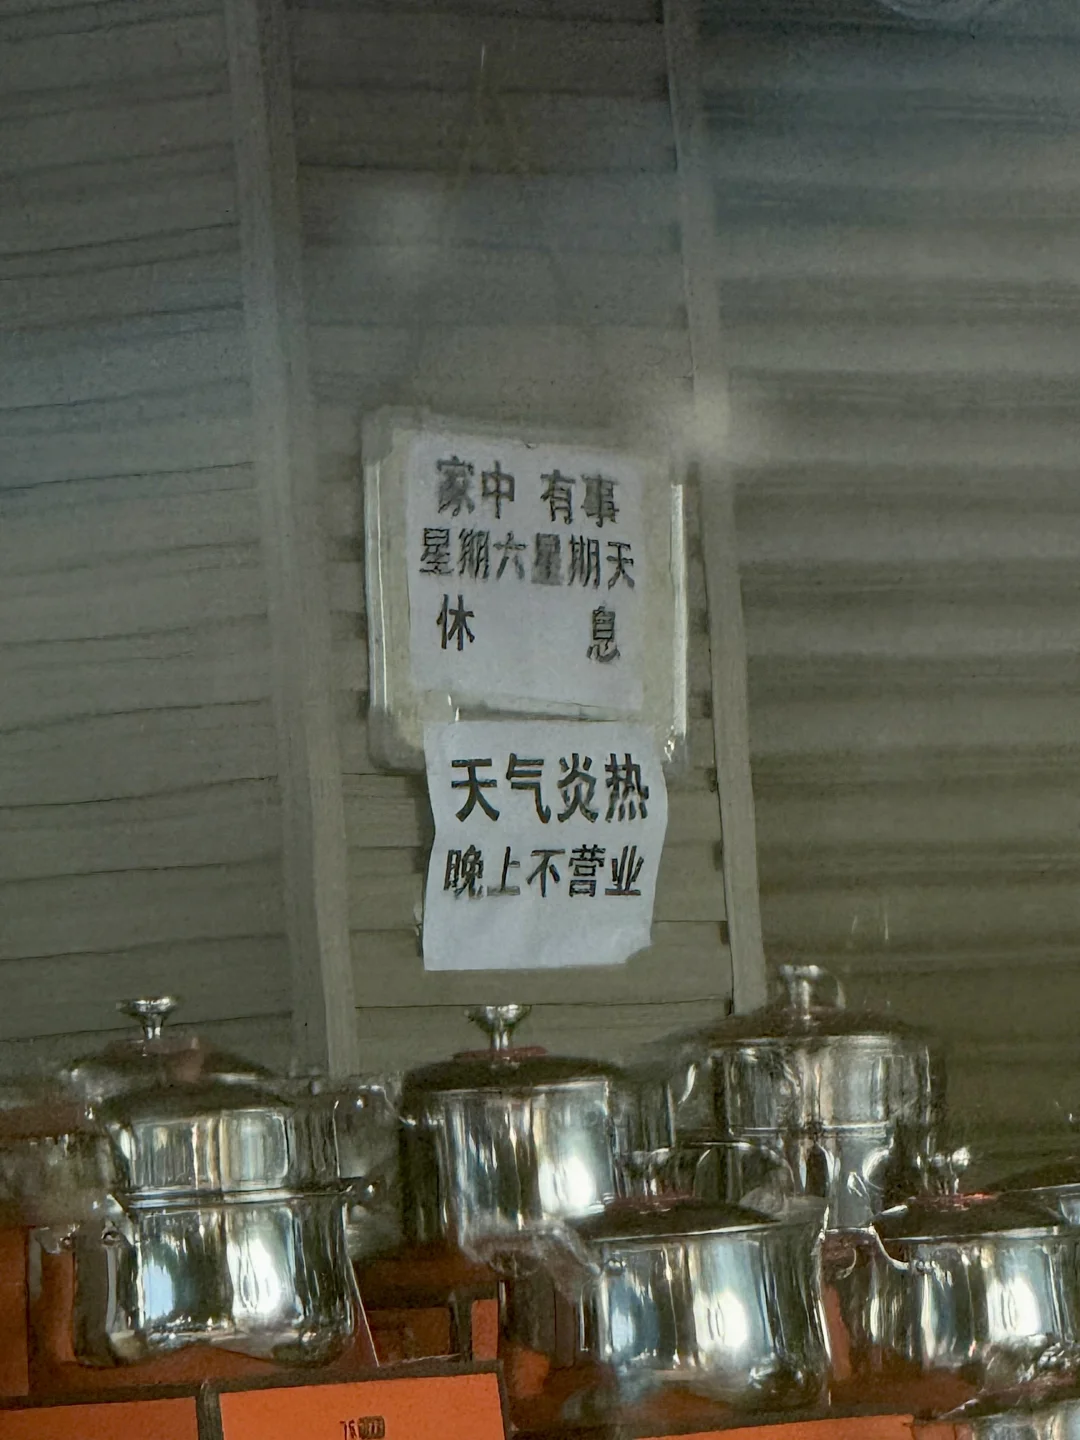 家中 有事
星期六星期天
休 息
天气炎热
晚上不营业